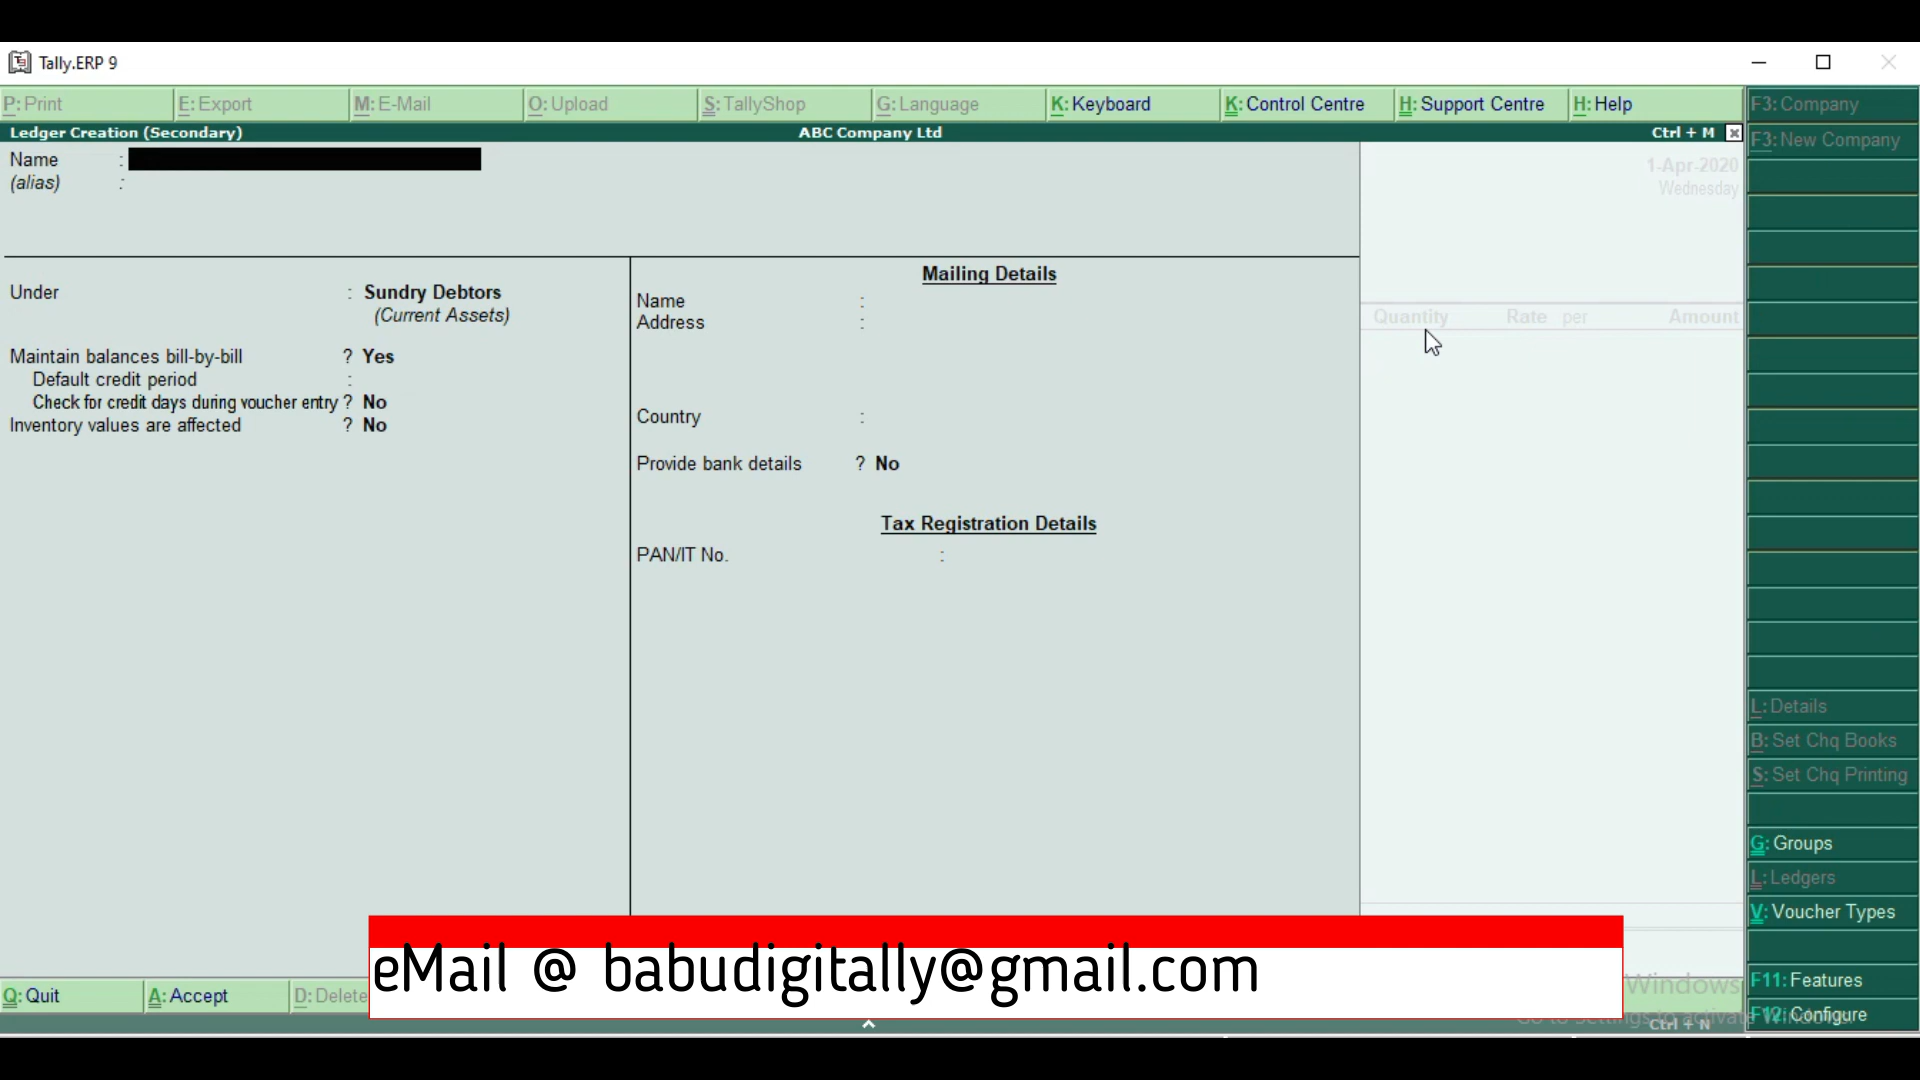 Tally.ERP 9
P: Print E: Export M: E-Mail O: Upload S: TallyShop G: Language K: Keyboard K: Control Centre H: Support Centre H: Help F3: Company
Ledger Creation (Secondary) ABC Company Ltd Ctrl + M
F3: New Company
Name :
(alias) :
1-Apr-2020
Wednesday
Mailing Details
Under : Sundry Debtors
(Current Assets)
Name :
Address :
Quantity Rate per Amount
Maintain balances bill-by-bill ? Yes
Default credit period :
Check for credit days during voucher entry ? No
Inventory values are affected ? No
Country :
Provide bank details ? No
Tax Registration Details
PAN/IT No. :
L: Details
B: Set Chq Books
S: Set Chq Printing
G: Groups
L: Ledgers
V: Voucher Types
eMail @ babudigitally@gmail.com
Q: Quit A: Accept D: Delete
Windows
F11: Features
F12: Configure
Ctrl + N